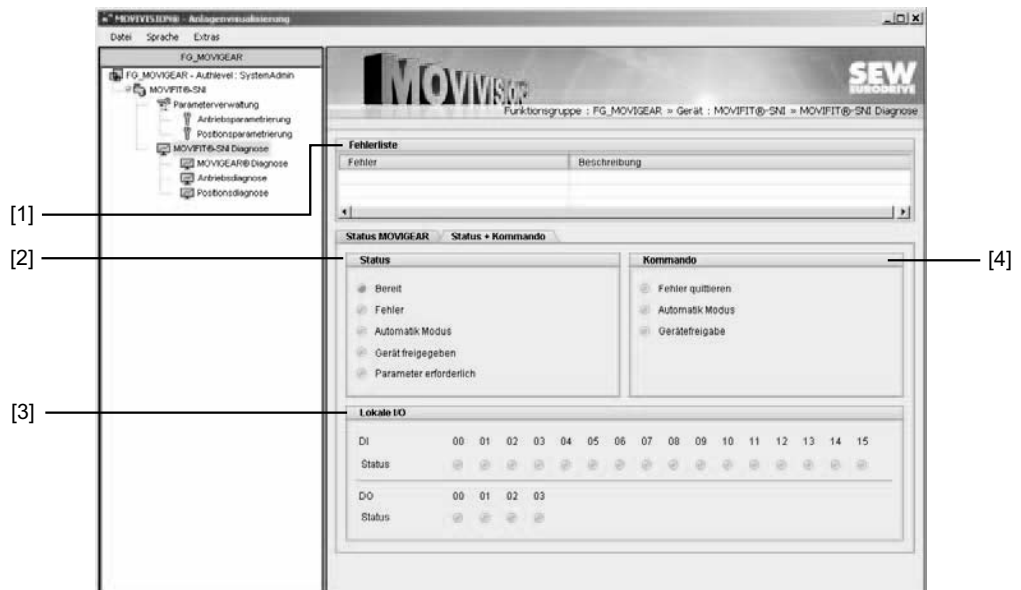 MOVIVISION® - Anlagenvisualisierung
Datei Sprache Extras
FG_MOVIGEAR
FG_MOVIGEAR - Authlevel : SystemAdmin
MOVIFIT®-SNI
Parameterverwaltung
Antriebsparametrierung
Positionsparametrierung
MOVIFIT®-SNI Diagnose
MOVIGEAR® Diagnose
Antriebsdiagnose
Positionsdiagnose
MOVIVISION
SEW
EURODRIVE
Funktionsgruppe : FG_MOVIGEAR » Gerät : MOVIFIT®-SNI » MOVIFIT®-SNI Diagnose
[1]
Fehlerliste
Fehler Beschreibung
Status MOVIGEAR Status + Kommando
[2]
Status
Bereit
Fehler
Automatik Modus
Gerät freigegeben
Parameter erforderlich
[4]
Kommando
Fehler quittieren
Automatik Modus
Gerätefreigabe
[3]
Lokale I/O
DI 00 01 02 03 04 05 06 07 08 09 10 11 12 13 14 15
Status
DO 00 01 02 03
Status